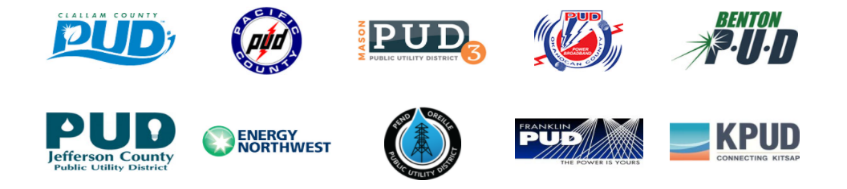 CLALLAM COUNTY
PUD
PACIFIC
pud
COUNTY
MASON
PUD
3
PUBLIC UTILITY DISTRICT
PUD
POWER
BROADBAND
OKANOGAN COUNTY
BENTON
P·U·D
PUD
Jefferson County
Public Utility District
ENERGY
NORTHWEST
PEND OREILLE
PUBLIC UTILITY DISTRICT
FRANKLIN
PUD
THE POWER IS YOURS
KPUD
CONNECTING KITSAP